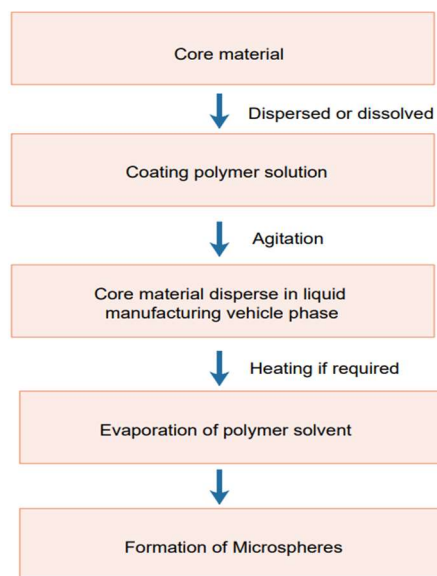 Core material
Dispersed or dissolved
Coating polymer solution
Agitation
Core material disperse in liquid
manufacturing vehicle phase
Heating if required
Evaporation of polymer solvent
Formation of Microspheres